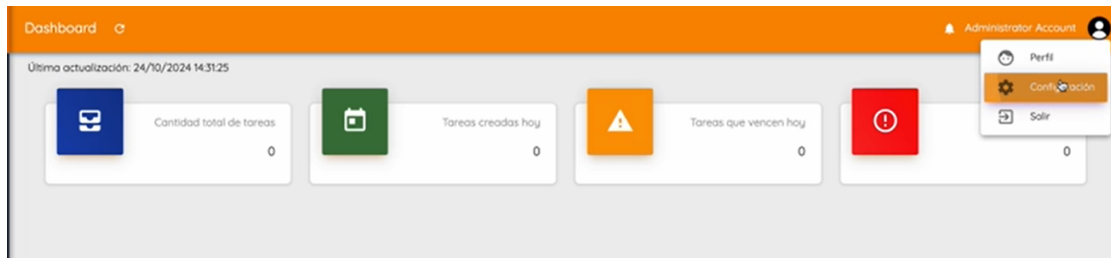 Dashboard
Administrator Account
Última actualización: 24/10/2024 14:31:25
Perfil
Configuración
Salir
Cantidad total de tareas
0
Tareas creadas hoy
0
Tareas que vencen hoy
0
0